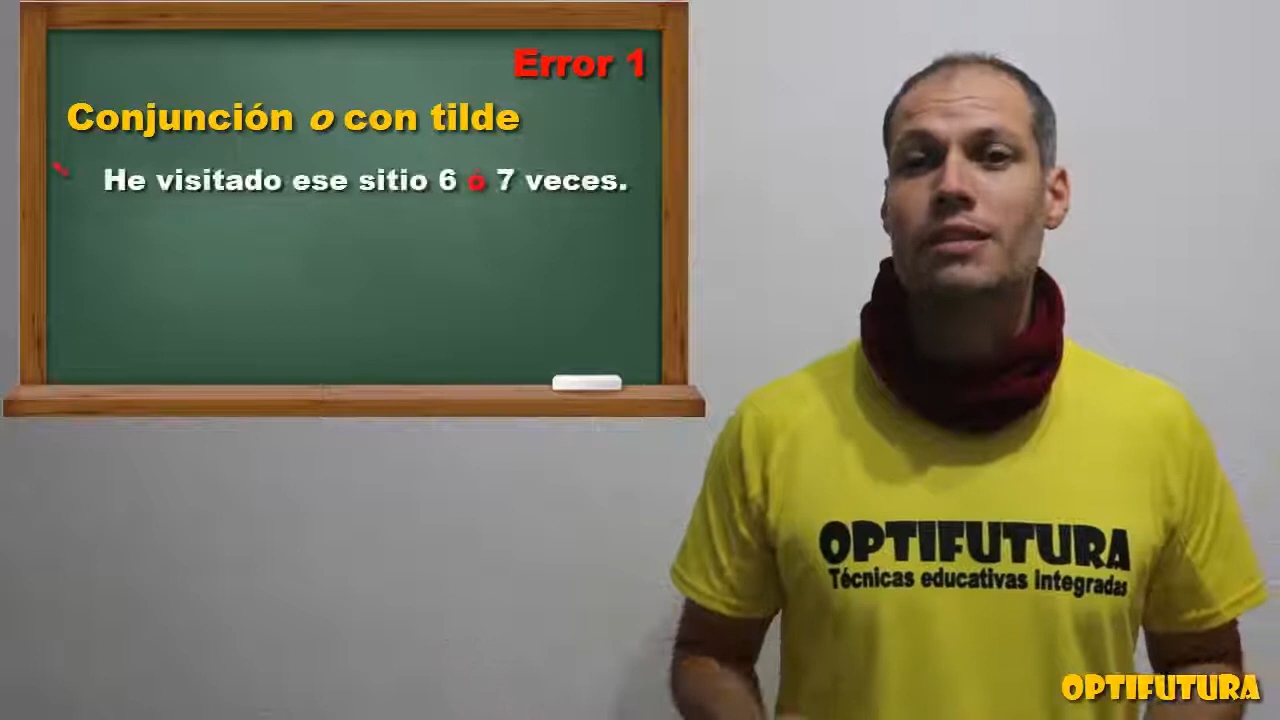 Error 1
Conjunción o con tilde
He visitado ese sitio 6 ó 7 veces.
OPTIFUTURA
Técnicas educativas Integradas
OPTIFUTURA